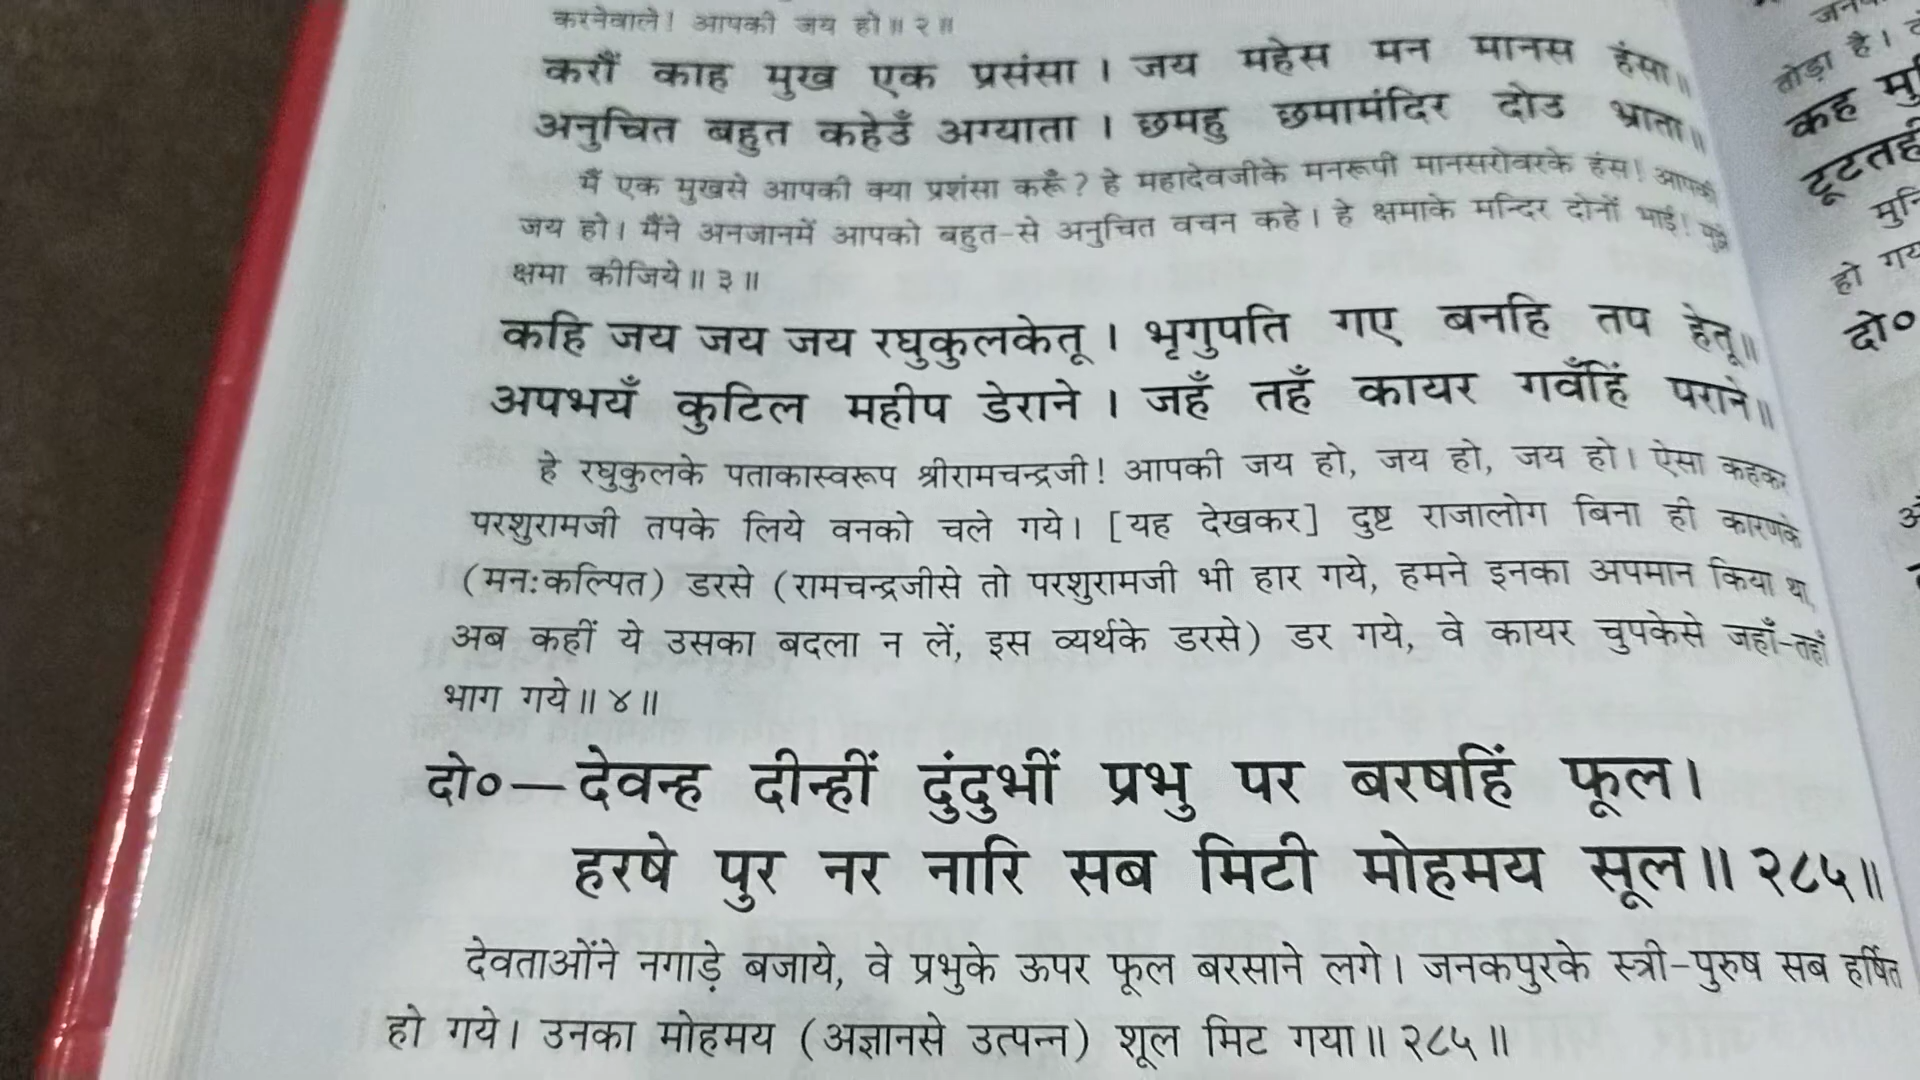 करनेवाले! आपकी जय हो॥ २॥
करौं काह मुख एक प्रसंसा । जय महेस मन मानस हंसा॥
अनुचित बहुत कहेउँ अग्याता । छमहु छमामंदिर दोउ भ्राता॥
मैं एक मुखसे आपकी क्या प्रशंसा करूँ? हे महादेवजीके मनरूपी मानसरोवरके हंस! आपकी
जय हो। मैंने अनजानमें आपको बहुत-से अनुचित वचन कहे। हे क्षमाके मन्दिर दोनों भाई! मुझे
क्षमा कीजिये॥ ३॥
कहि जय जय जय रघुकुलकेतू । भृगुपति गए बनहि तप हेतू॥
अपभयँ कुटिल महीप डेराने । जहँ तहँ कायर गवँहिं पराने॥
हे रघुकुलके पताकास्वरूप श्रीरामचन्द्रजी! आपकी जय हो, जय हो, जय हो। ऐसा कहकर
परशुरामजी तपके लिये वनको चले गये। [यह देखकर] दुष्ट राजालोग बिना ही कारणके
(मन:कल्पित) डरसे (रामचन्द्रजीसे तो परशुरामजी भी हार गये, हमने इनका अपमान किया था,
अब कहीं ये उसका बदला न लें, इस व्यर्थके डरसे) डर गये, वे कायर चुपकेसे जहाँ-तहाँ
भाग गये॥ ४॥
दो०—देवन्ह दीन्हीं दुंदुभीं प्रभु पर बरषहिं फूल।
हरषे पुर नर नारि सब मिटी मोहमय सूल॥ २८५॥
देवताओंने नगाड़े बजाये, वे प्रभुके ऊपर फूल बरसाने लगे। जनकपुरके स्त्री-पुरुष सब हर्षित
हो गये। उनका मोहमय (अज्ञानसे उत्पन्न) शूल मिट गया॥ २८५॥
तोड़ा है।
कह
टूटतही
हो
दो०